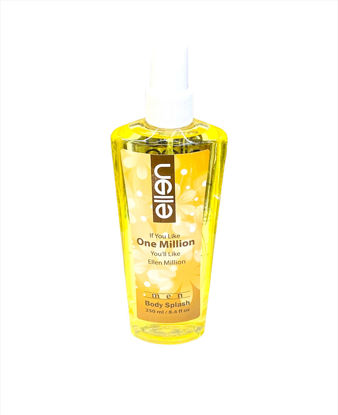 ellen
If You Like
One Million
You'll Like
Ellen Million
men
Body Splash
250 ml / 8.4 fl oz